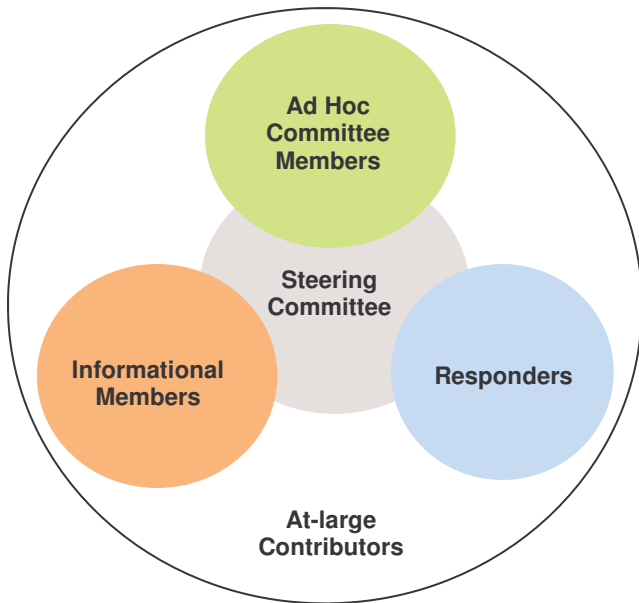 Ad Hoc
Committee
Members
Steering
Committee
Informational
Members
Responders
At-large
Contributors